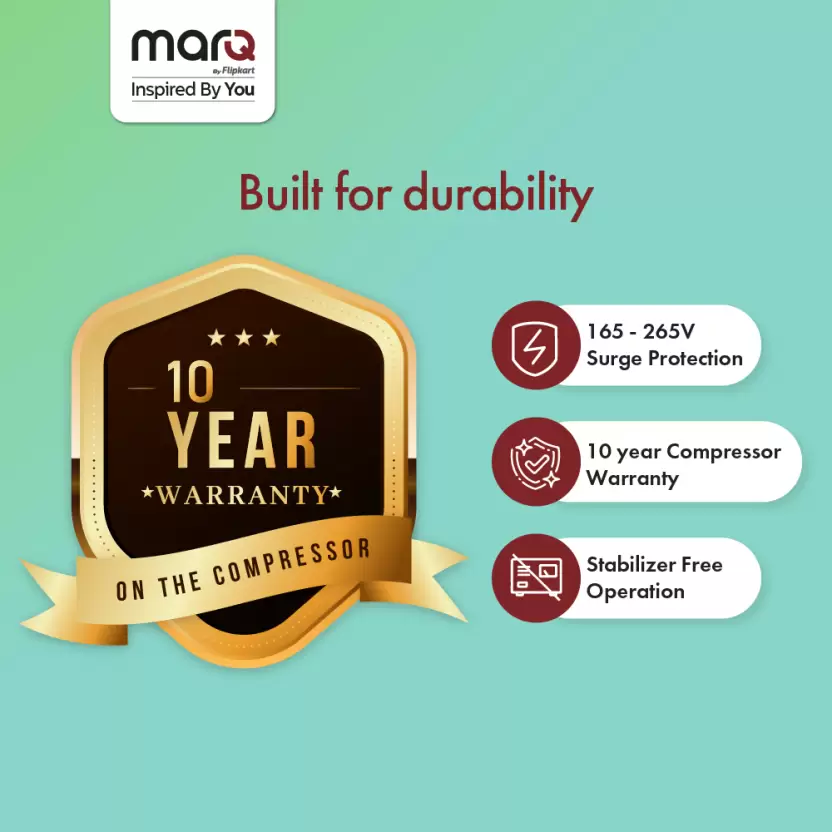 marQ
By Flipkart
Inspired By You
Built for durability
10
YEAR
WARRANTY
ON THE COMPRESSOR
165 - 265V
Surge Protection
10 year Compressor
Warranty
Stabilizer Free
Operation